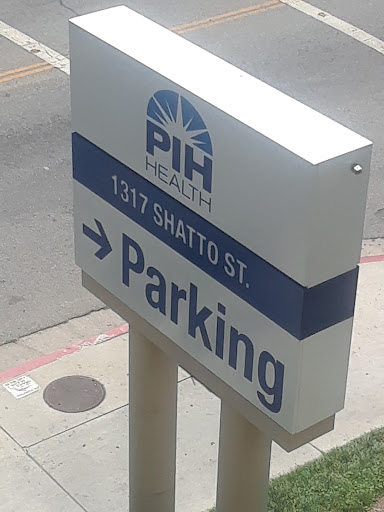 PIH
HEALTH
1317 SHATTO ST.
→ Parking